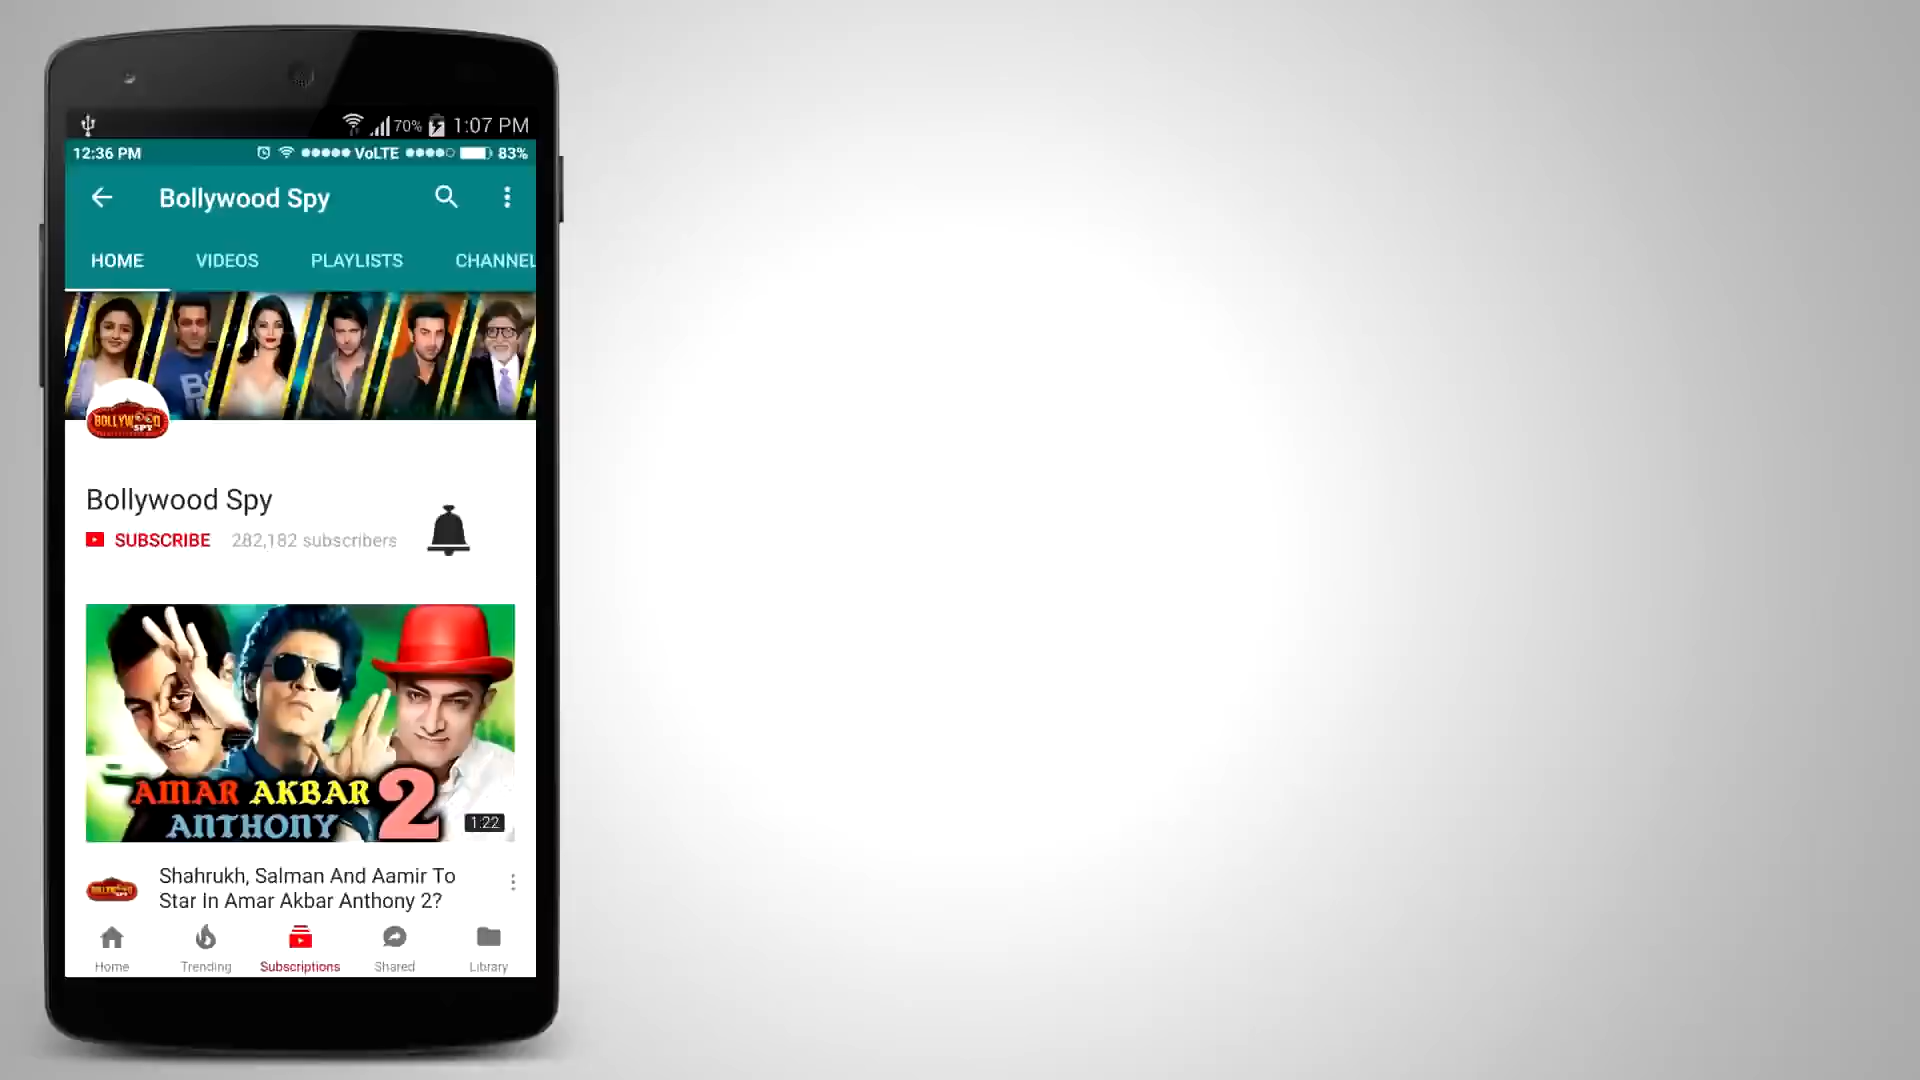 70% 1:07 PM
12:36 PM VoLTE 83%
Bollywood Spy
HOME VIDEOS PLAYLISTS CHANNEL
BOLLYWOOD
SPY
Bollywood Spy
SUBSCRIBE 282,182 subscribers
AMAR AKBAR 2
ANTHONY
1:22
Shahrukh, Salman And Aamir To
Star In Amar Akbar Anthony 2?
Home Trending Subscriptions Shared Library